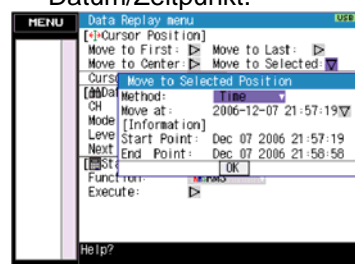 Datum/Zeitpunkt.
MENU
Data Replay menu
USB
[Cursor Position]
Move to First: Move to Last:
Move to Center: Move to Selected:
Move to Selected Position
Method: Time
Move at: 2006-12-07 21:57:19
[Information]
Start Point: Dec 07 2006 21:57:19
End Point: Dec 07 2006 21:58:58
OK
CH
Mode
Next
Execute:
Help?